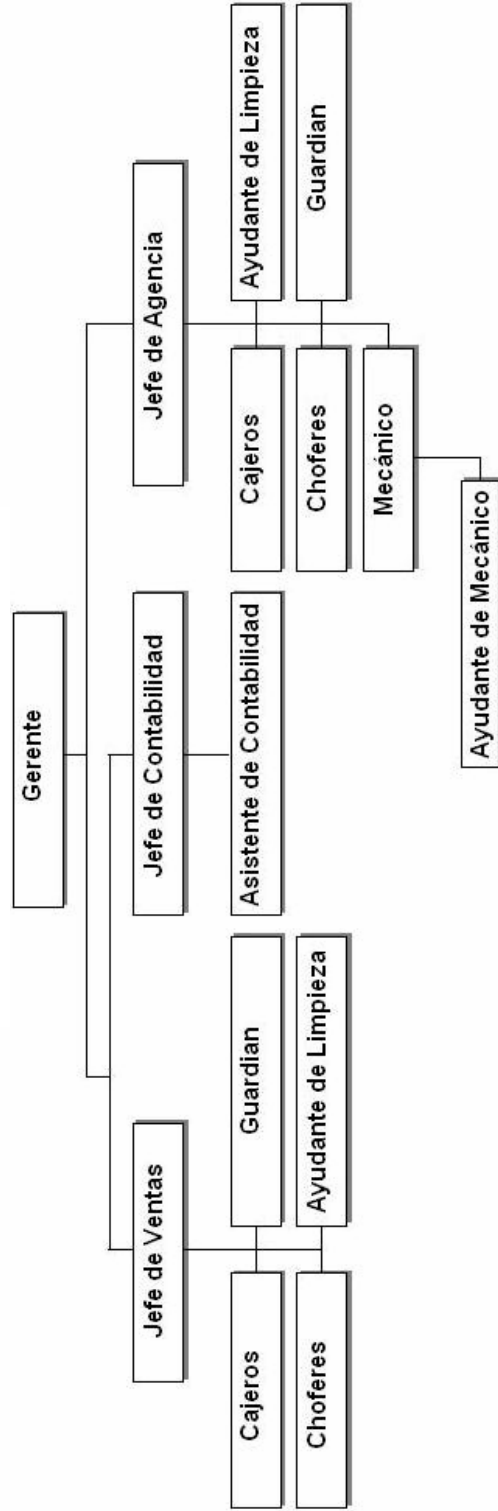 Gerente
Jefe de Ventas
Jefe de Contabilidad
Jefe de Agencia
Cajeros
Guardian
Asistente de Contabilidad
Cajeros
Ayudante de Limpieza
Choferes
Ayudante de Limpieza
Choferes
Guardian
Mecánico
Ayudante de Mecánico